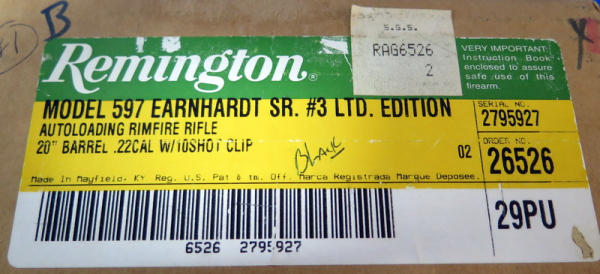 #1 B
S.G.S.
RAG6526
2
Remington®
VERY IMPORTANT:
Instruction Book
enclosed to assure
safe use of this
firearm.
MODEL 597 EARNHARDT SR. #3 LTD. EDITION
AUTOLOADING RIMFIRE RIFLE
20" BARREL .22CAL W/10SHOT CLIP
Black
02
SERIAL NO.
2795927
ORDER NO.
26526
Made In Mayfield, KY Reg. U.S. Pat & tm. Off. Marca Registrada Marque Deposee.
29PU
6526 2795927